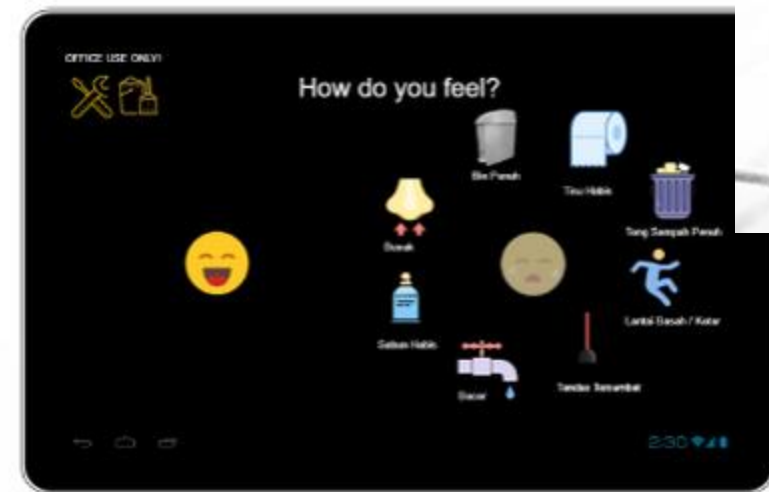 OFFICE USE ONLY!
How do you feel?
Bin Penuh
Tisu Habis
Tong Sampah Penuh
Busuk
Lantai Basah / Kotor
Sabun Habis
Tandas Tersumbat
Bocor
2:30